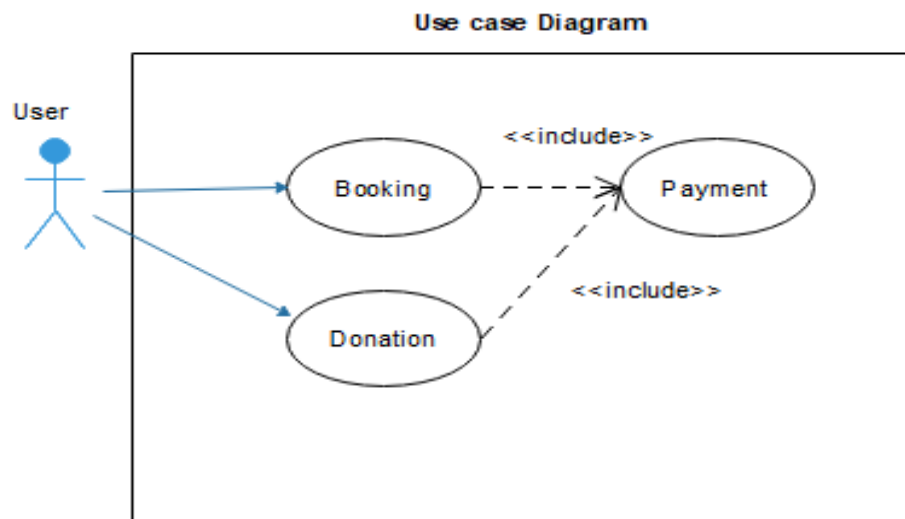 Use case Diagram
User
<<include>>
Booking
Payment
<<include>>
Donation